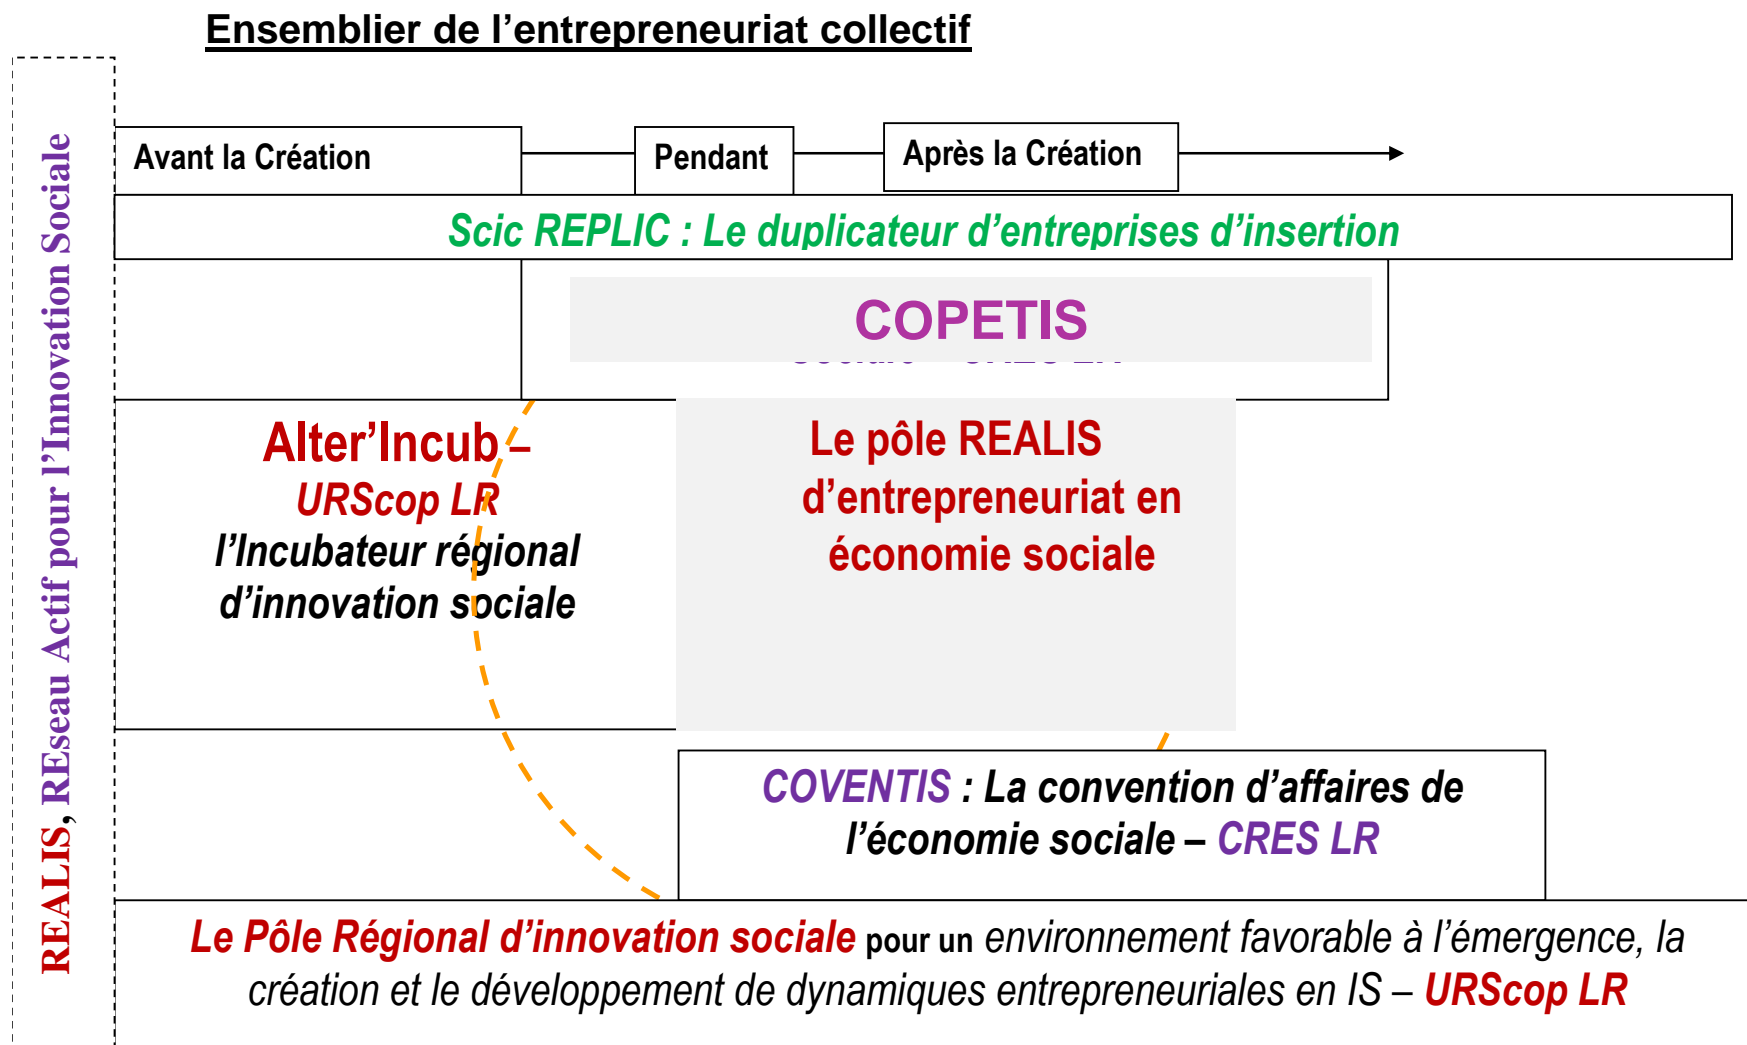 Ensemblier de l’entrepreneuriat collectif
REALIS, REseau Actif pour l’Innovation Sociale
Avant la Création
Pendant
Après la Création
Scic REPLIC : Le duplicateur d’entreprises d’insertion
COPETIS
Alter’Incub –
URScop LR
l’Incubateur régional
d’innovation sociale
Le pôle REALIS
d’entrepreneuriat en
économie sociale
COVENTIS : La convention d’affaires de
l’économie sociale – CRES LR
Le Pôle Régional d’innovation sociale pour un environnement favorable à l’émergence, la
création et le développement de dynamiques entrepreneuriales en IS – URScop LR